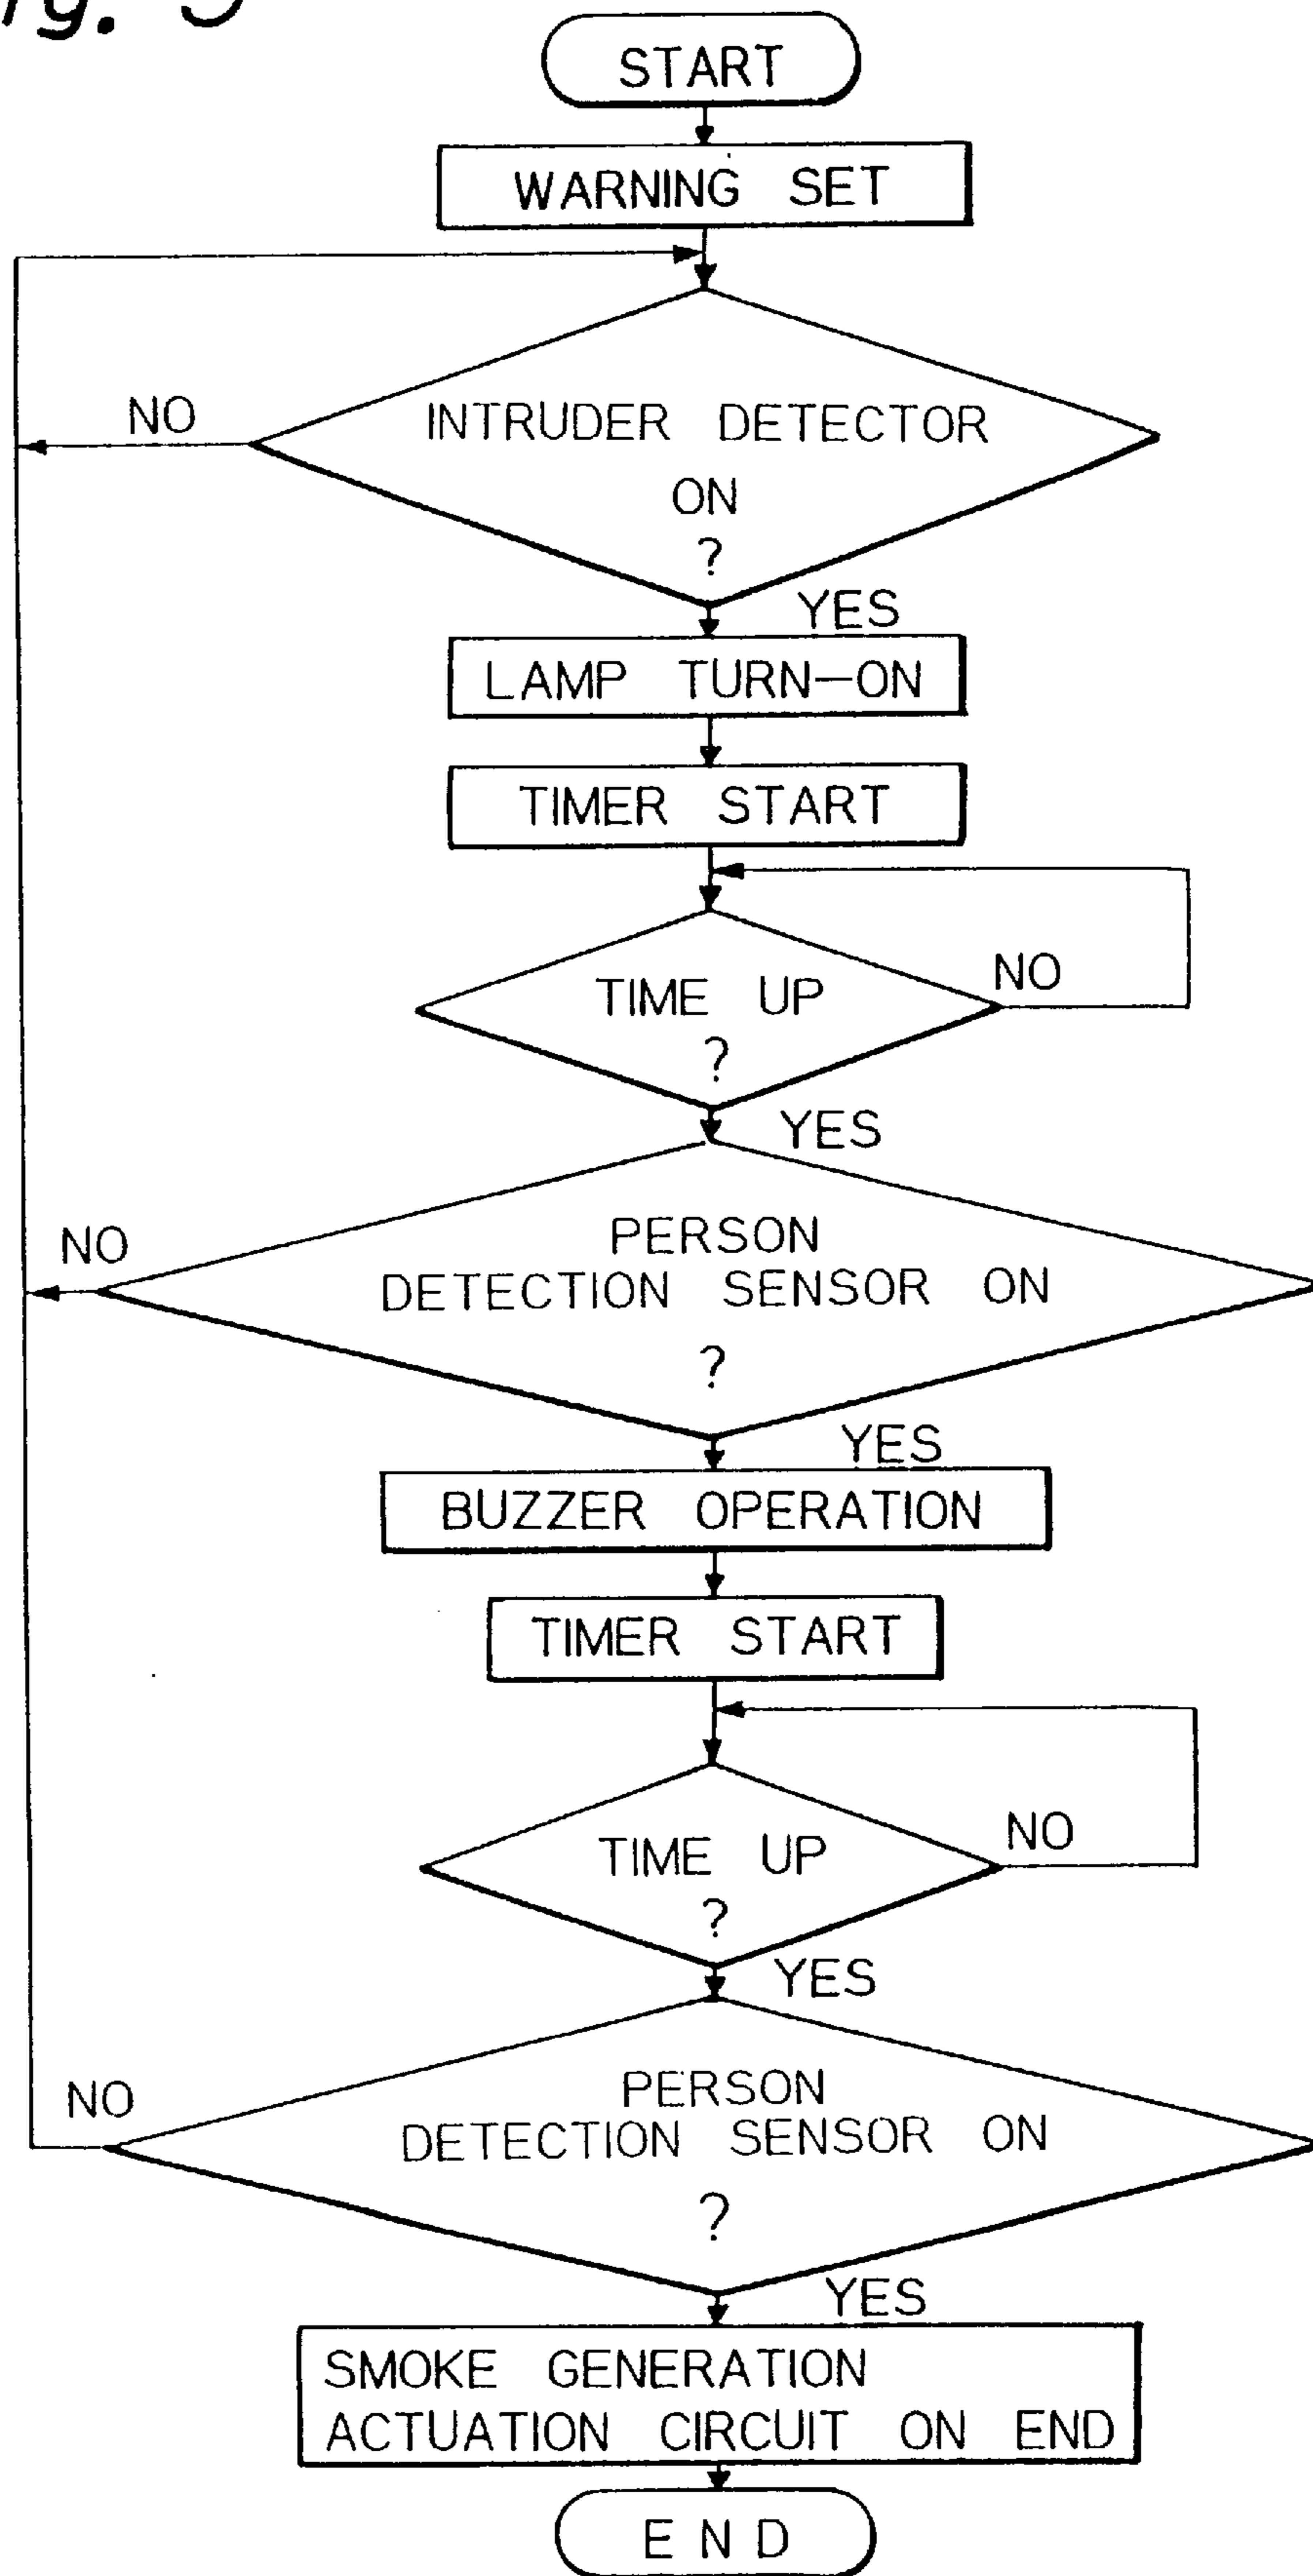 START
WARNING SET
NO
INTRUDER DETECTOR
ON
?
YES
LAMP TURN-ON
TIMER START
NO
TIME UP
?
YES
NO
PERSON
DETECTION SENSOR ON
?
YES
BUZZER OPERATION
TIMER START
NO
TIME UP
?
YES
NO
PERSON
DETECTION SENSOR ON
?
YES
SMOKE GENERATION
ACTUATION CIRCUIT ON END
END